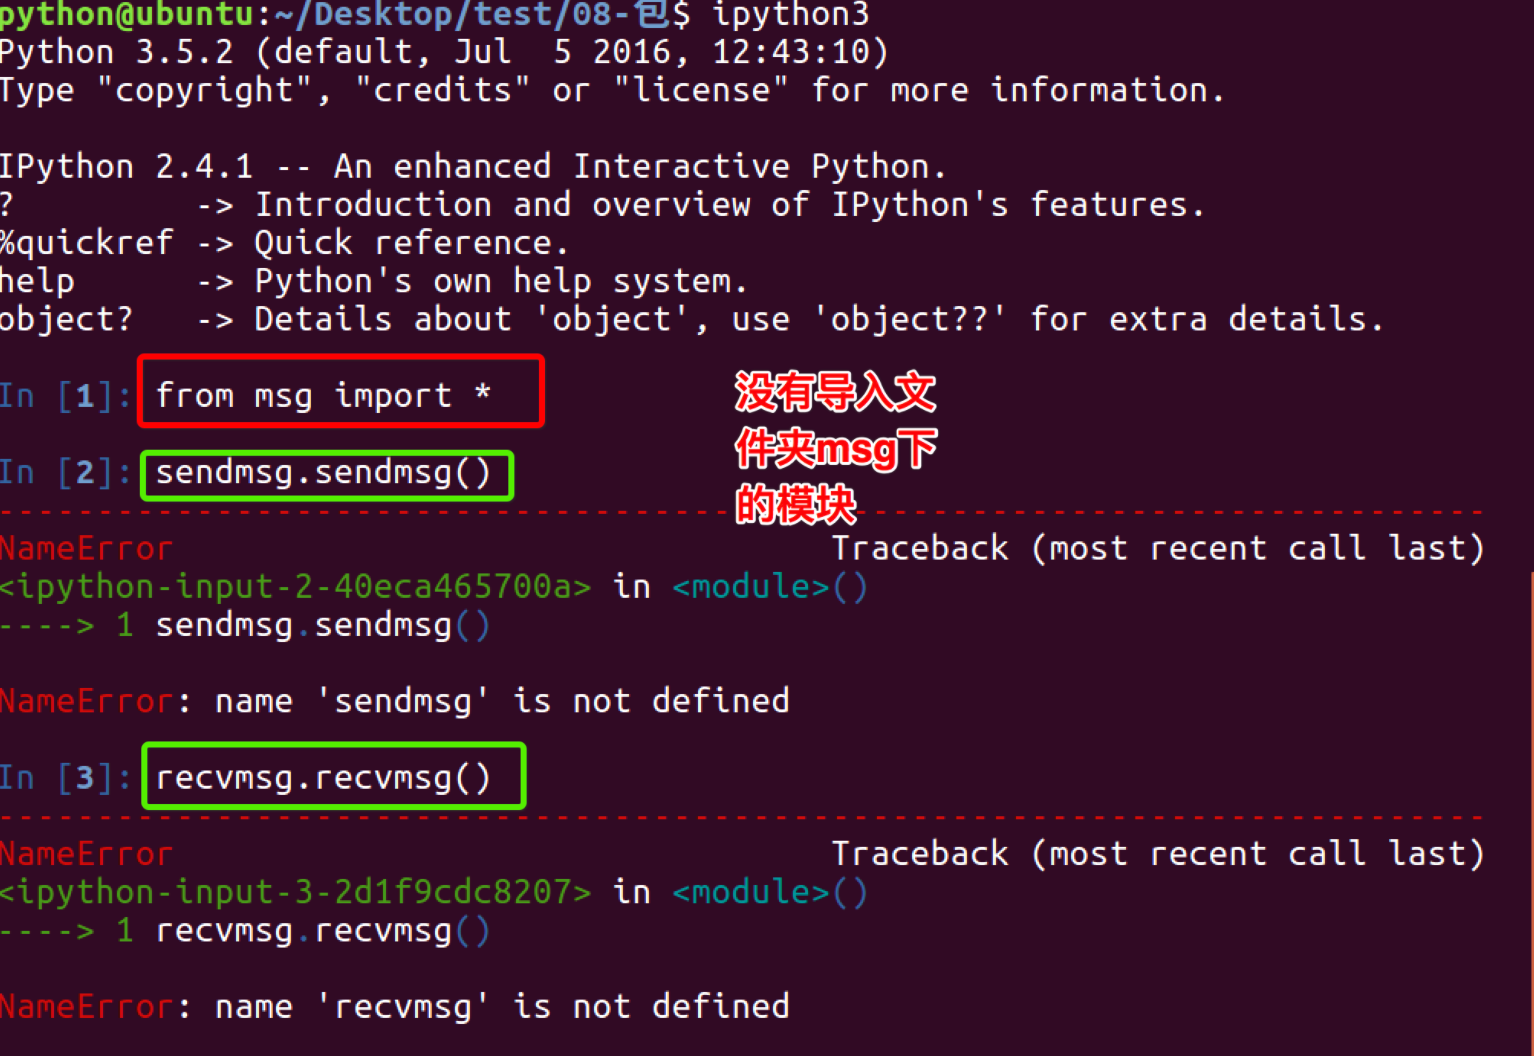 python@ubuntu:~/Desktop/test/08-包$ ipython3
Python 3.5.2 (default, Jul  5 2016, 12:43:10)
Type "copyright", "credits" or "license" for more information.
IPython 2.4.1 -- An enhanced Interactive Python.
?         -> Introduction and overview of IPython's features.
%quickref -> Quick reference.
help      -> Python's own help system.
object?   -> Details about 'object', use 'object??' for extra details.
In [1]: from msg import *
没有导入文
件夹msg下
的模块
In [2]: sendmsg.sendmsg()
---------------------------------------------------------------------------
NameError                                 Traceback (most recent call last)
<ipython-input-2-40eca465700a> in <module>()
----> 1 sendmsg.sendmsg()
NameError: name 'sendmsg' is not defined
In [3]: recvmsg.recvmsg()
---------------------------------------------------------------------------
NameError                                 Traceback (most recent call last)
<ipython-input-3-2d1f9cdc8207> in <module>()
----> 1 recvmsg.recvmsg()
NameError: name 'recvmsg' is not defined